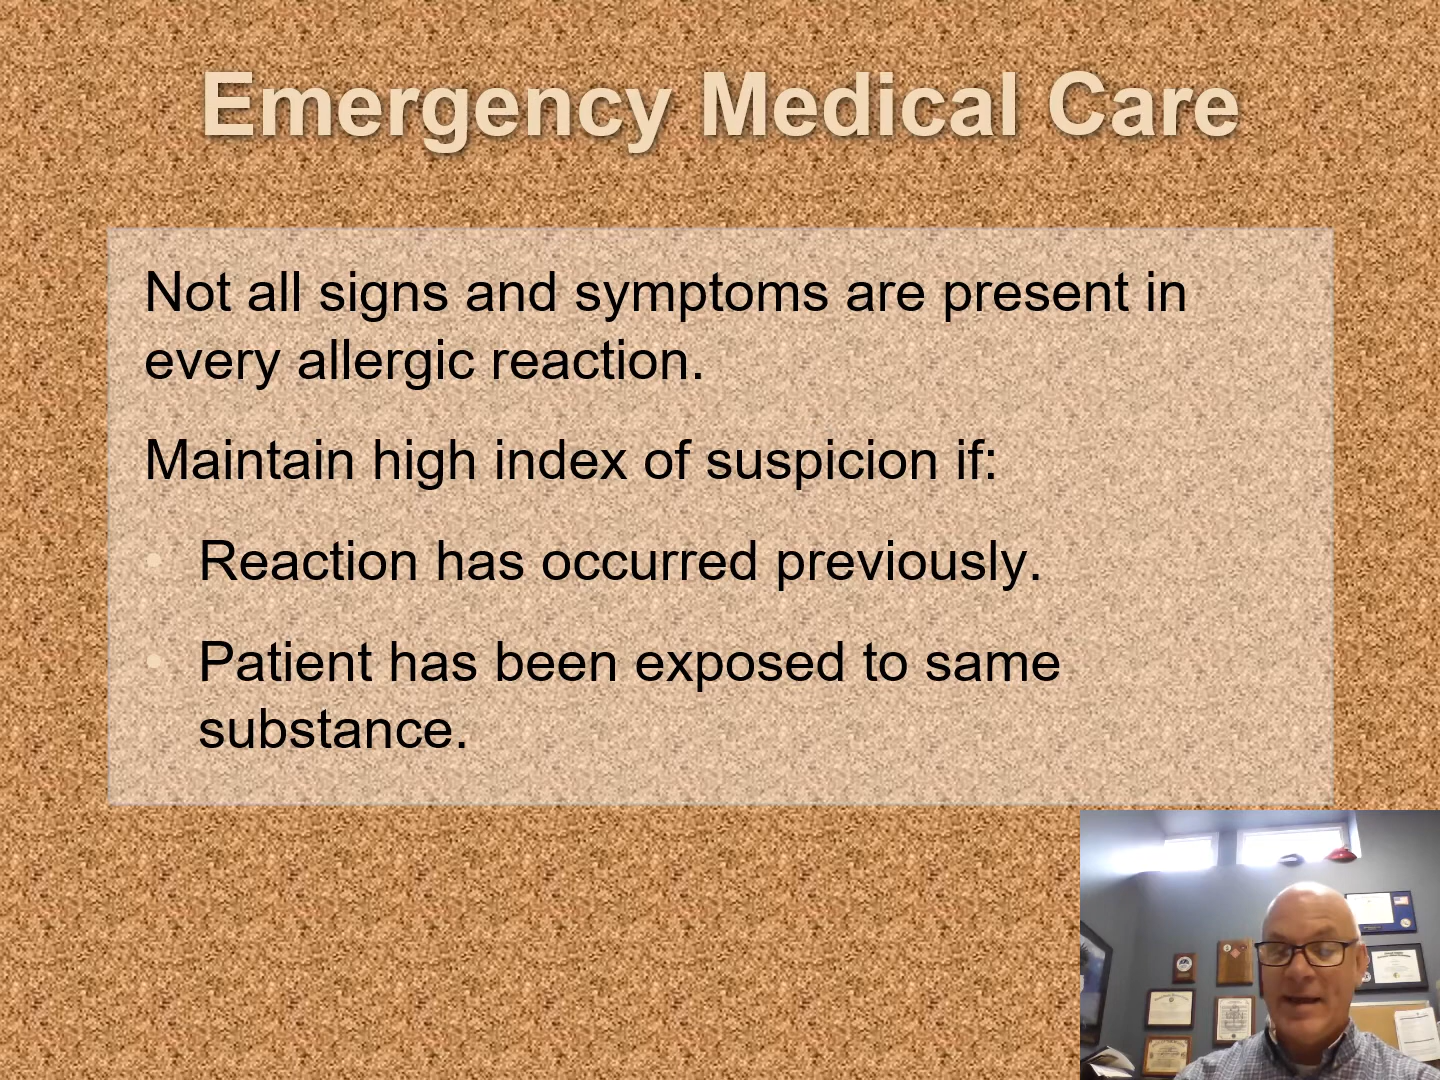 Emergency Medical Care
Not all signs and symptoms are present in
every allergic reaction.
Maintain high index of suspicion if:
• Reaction has occurred previously.
• Patient has been exposed to same
substance.